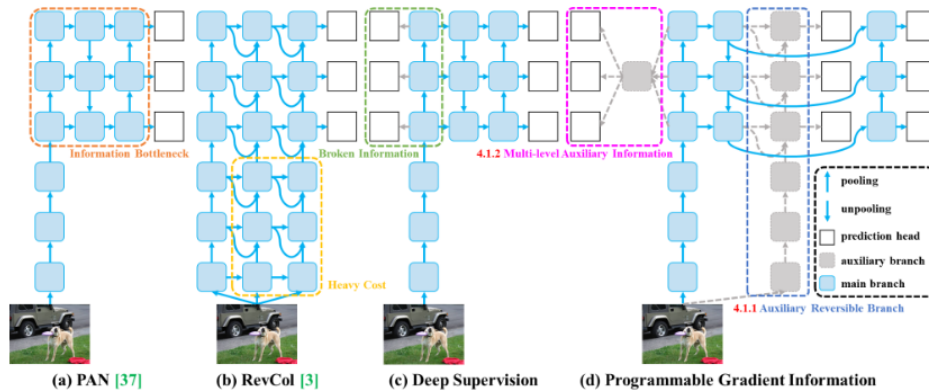 Information Bottleneck
Broken Information
4.1.2 Multi-level Auxiliary Information
pooling
unpooling
prediction head
auxiliary branch
main branch
Heavy Cost
4.1.1 Auxiliary Reversible Branch
(a) PAN [37]
(b) RevCol [3]
(c) Deep Supervision
(d) Programmable Gradient Information